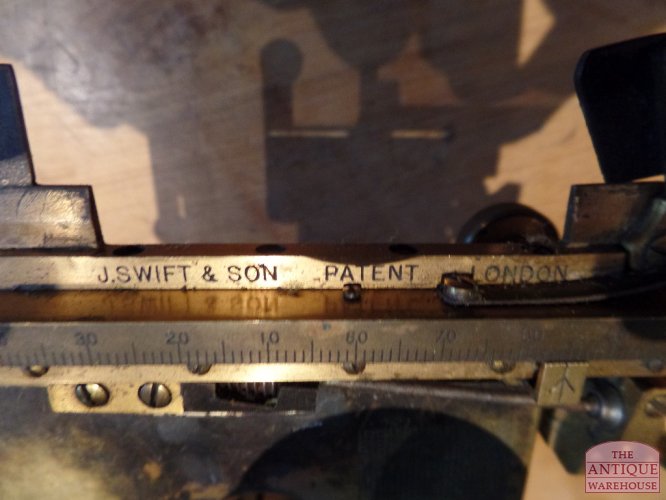 J. SWIFT & SON PATENT LONDON
30 20 10 60 70
THE
ANTIQUE
WAREHOUSE